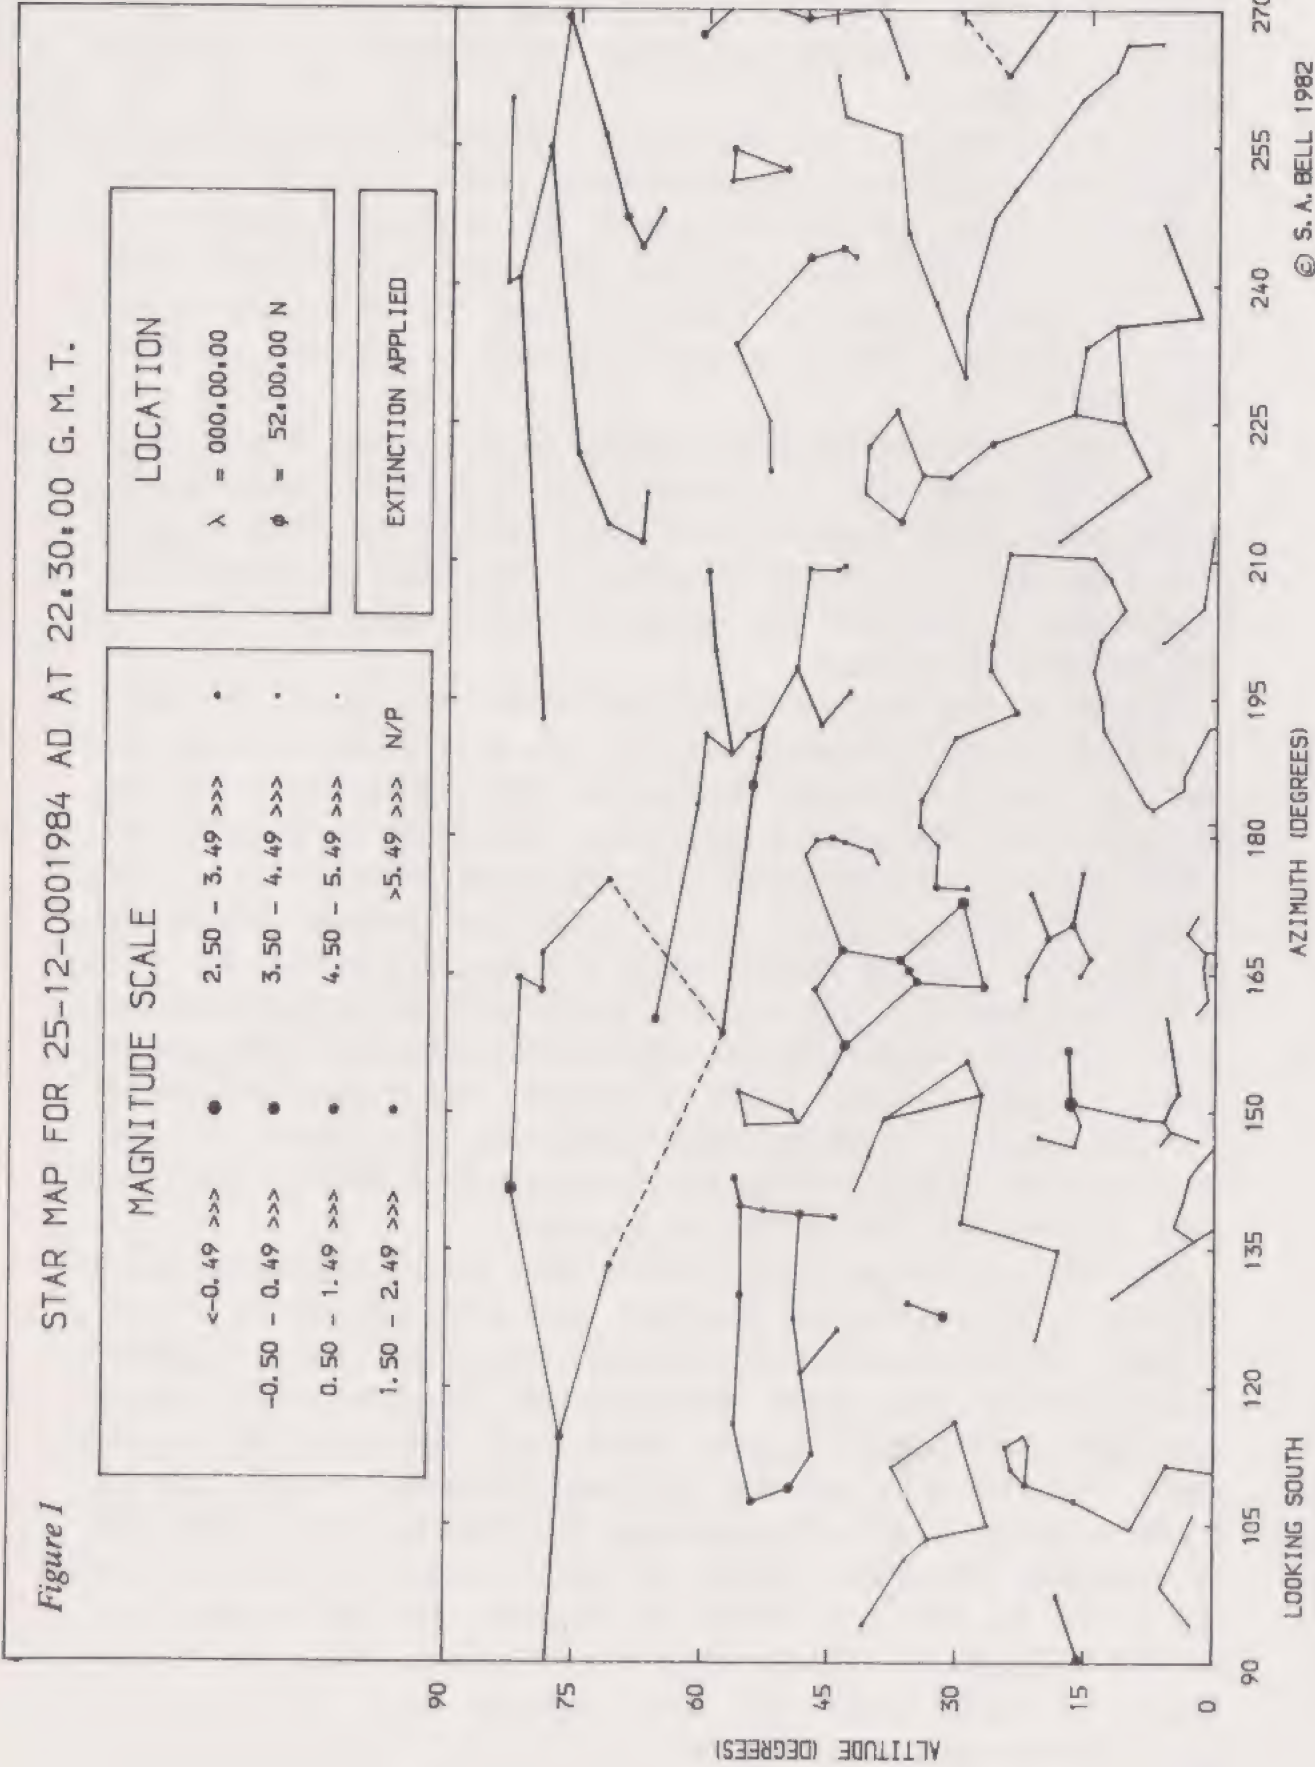 Figure 1
STAR MAP FOR 25-12-0001984 AD AT 22:30:00 G.M.T.
MAGNITUDE SCALE
<-0.49 >>>
2.50 - 3.49 >>>
-0.50 - 0.49 >>>
3.50 - 4.49 >>>
0.50 - 1.49 >>>
4.50 - 5.49 >>>
1.50 - 2.49 >>>
>5.49 >>> N/P
LOCATION
λ = 000:00:00
φ = 52:00:00 N
EXTINCTION APPLIED
ALTITUDE (DEGREES)
90
75
60
45
30
15
0
90 105 120 135 150 165 180 195 210 225 240 255 270
LOOKING SOUTH
AZIMUTH (DEGREES)
© S.A. BELL 1982